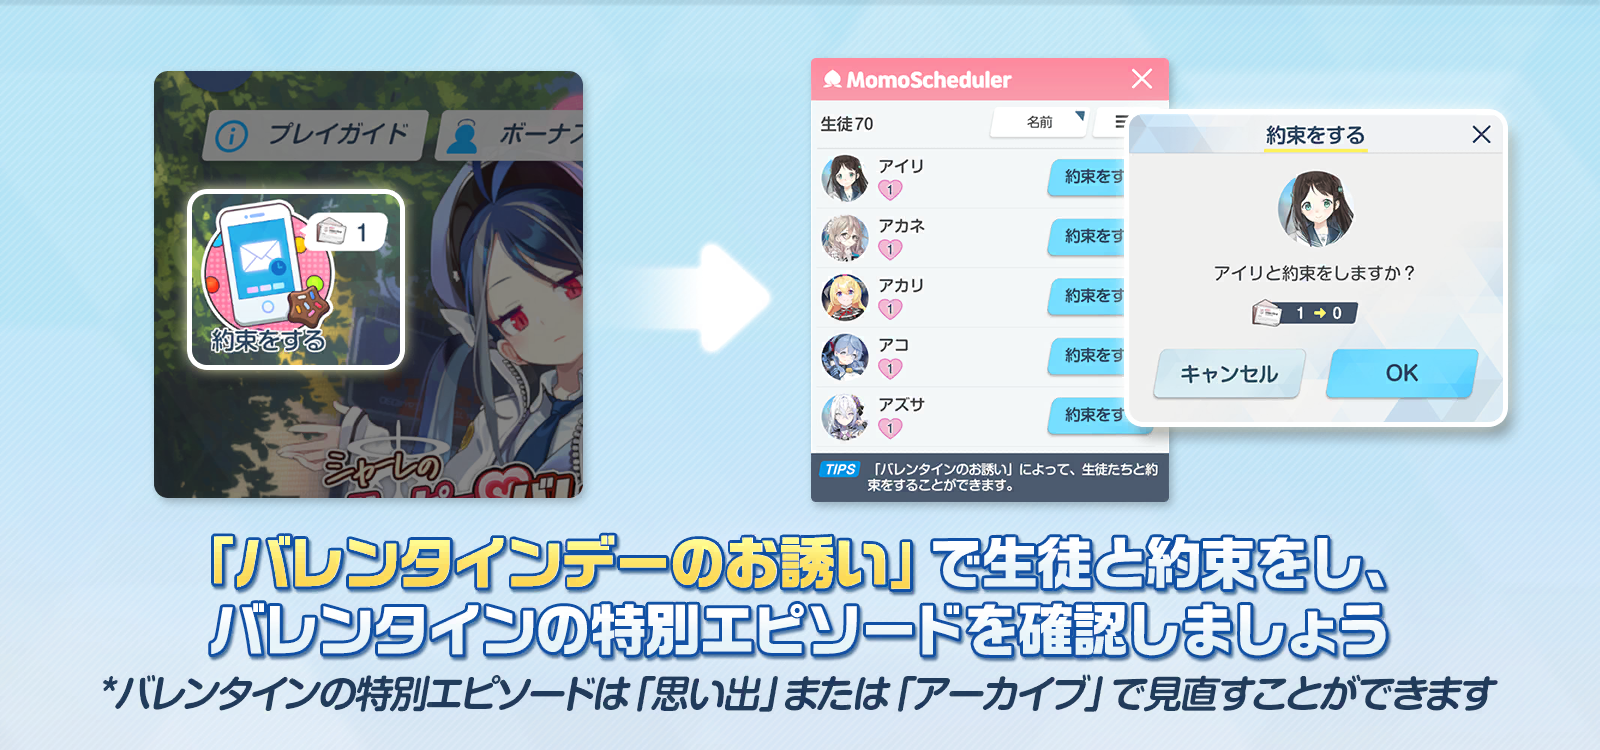 プレイガイド
ボーナス
1
約束をする
シャーレの
MomoScheduler
生徒70
名前
アイリ
1
約束をす
アカネ
1
約束をす
アカリ
1
約束をす
アコ
1
約束をす
アズサ
1
約束をす
TIPS 「バレンタインのお誘い」によって、生徒たちと約
束をすることができます。
約束をする
アイリと約束をしますか？
1 → 0
キャンセル
OK
「バレンタインデーのお誘い」で生徒と約束をし、
バレンタインの特別エピソードを確認しましょう
*バレンタインの特別エピソードは「思い出」または「アーカイブ」で見直すことができます